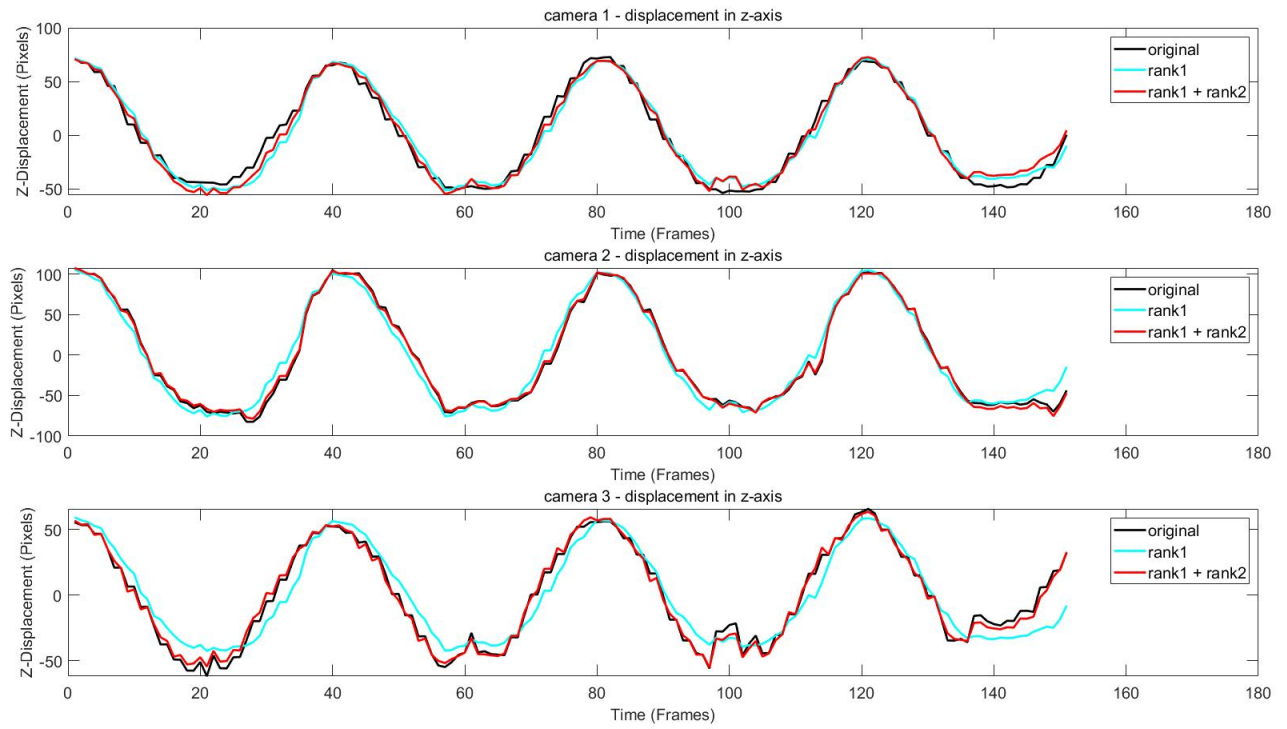 camera 1 - displacement in z-axis
Z-Displacement (Pixels)
100
50
0
-50
0 20 40 60 80 100 120 140 160 180
Time (Frames)
original
rank1
rank1 + rank2
camera 2 - displacement in z-axis
Z-Displacement (Pixels)
100
50
0
-50
-100
0 20 40 60 80 100 120 140 160 180
Time (Frames)
original
rank1
rank1 + rank2
camera 3 - displacement in z-axis
Z-Displacement (Pixels)
50
0
-50
0 20 40 60 80 100 120 140 160 180
Time (Frames)
original
rank1
rank1 + rank2